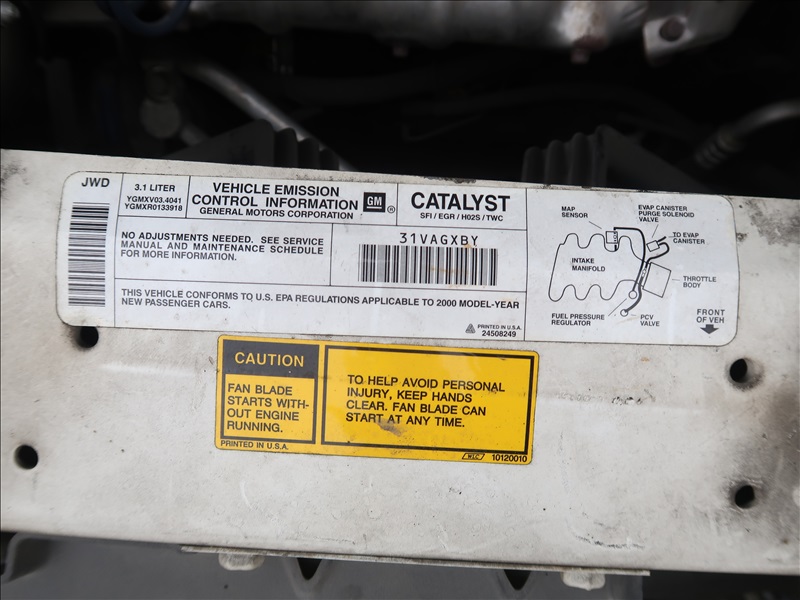 JWD
3.1 LITER
YGMXV03.4041
YGMXR0133918
VEHICLE EMISSION
CONTROL INFORMATION
GENERAL MOTORS CORPORATION
GM ®
CATALYST
SFI / EGR / H02S / TWC
NO ADJUSTMENTS NEEDED. SEE SERVICE
MANUAL AND MAINTENANCE SCHEDULE
FOR MORE INFORMATION.
31VAGXBY
THIS VEHICLE CONFORMS TO U.S. EPA REGULATIONS APPLICABLE TO 2000 MODEL-YEAR
NEW PASSENGER CARS.
PRINTED IN U.S.A.
24508249
MAP
SENSOR
EVAP CANISTER
PURGE SOLENOID
VALVE
TO EVAP
CANISTER
INTAKE
MANIFOLD
THROTTLE
BODY
FUEL PRESSURE
REGULATOR
PCV
VALVE
FRONT
OF VEH
CAUTION
FAN BLADE
STARTS WITH-
OUT ENGINE
RUNNING.
TO HELP AVOID PERSONAL
INJURY, KEEP HANDS
CLEAR. FAN BLADE CAN
START AT ANY TIME.
PRINTED IN U.S.A.
WLC 10120010